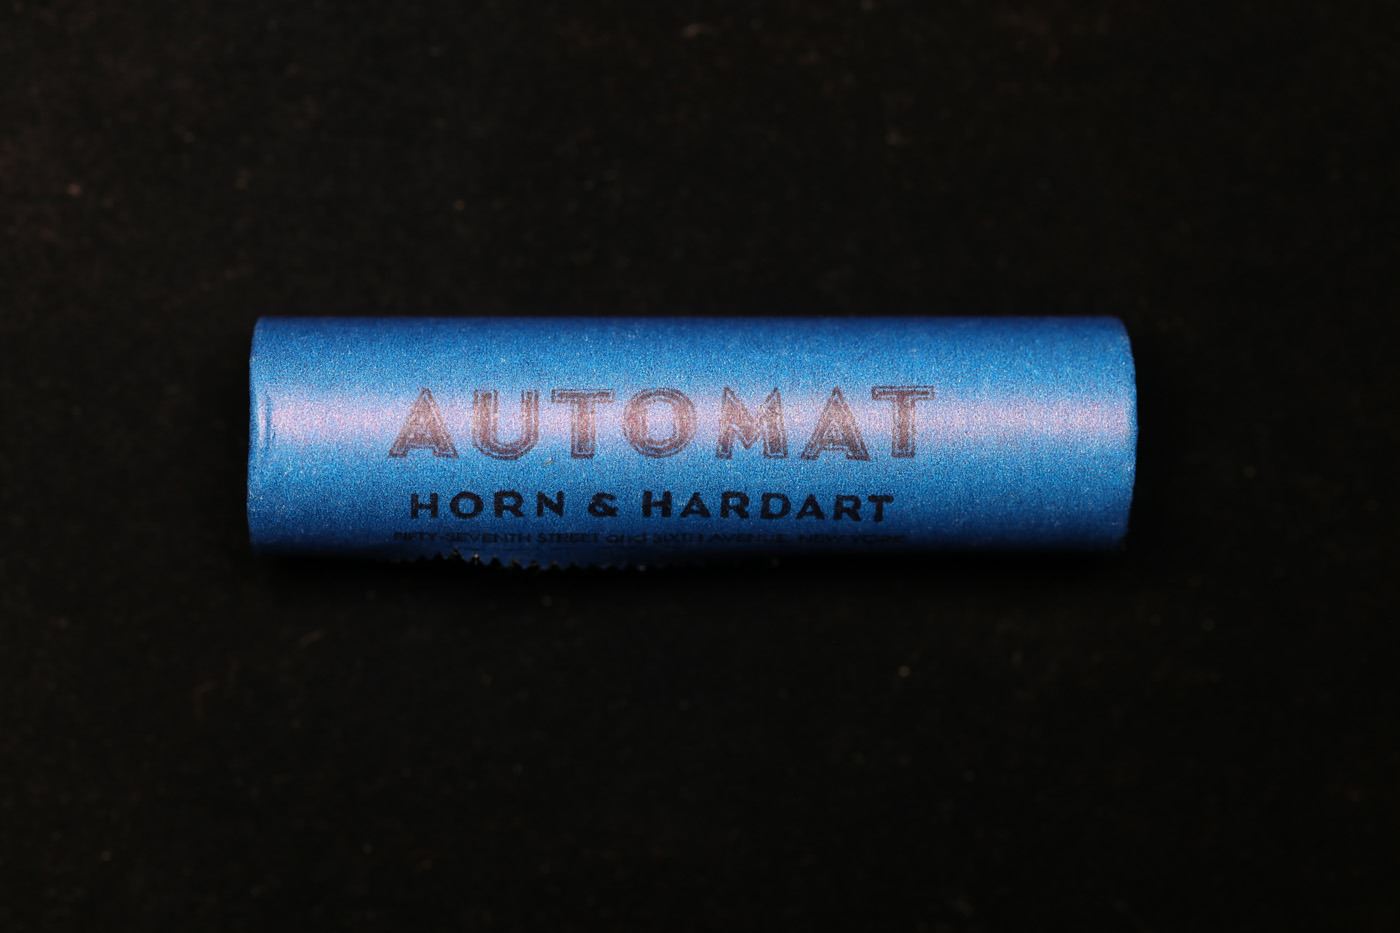 AUTOMAT
HORN & HARDART
FIFTY-SEVENTH STREET and SIXTH AVENUE, NEW YORK